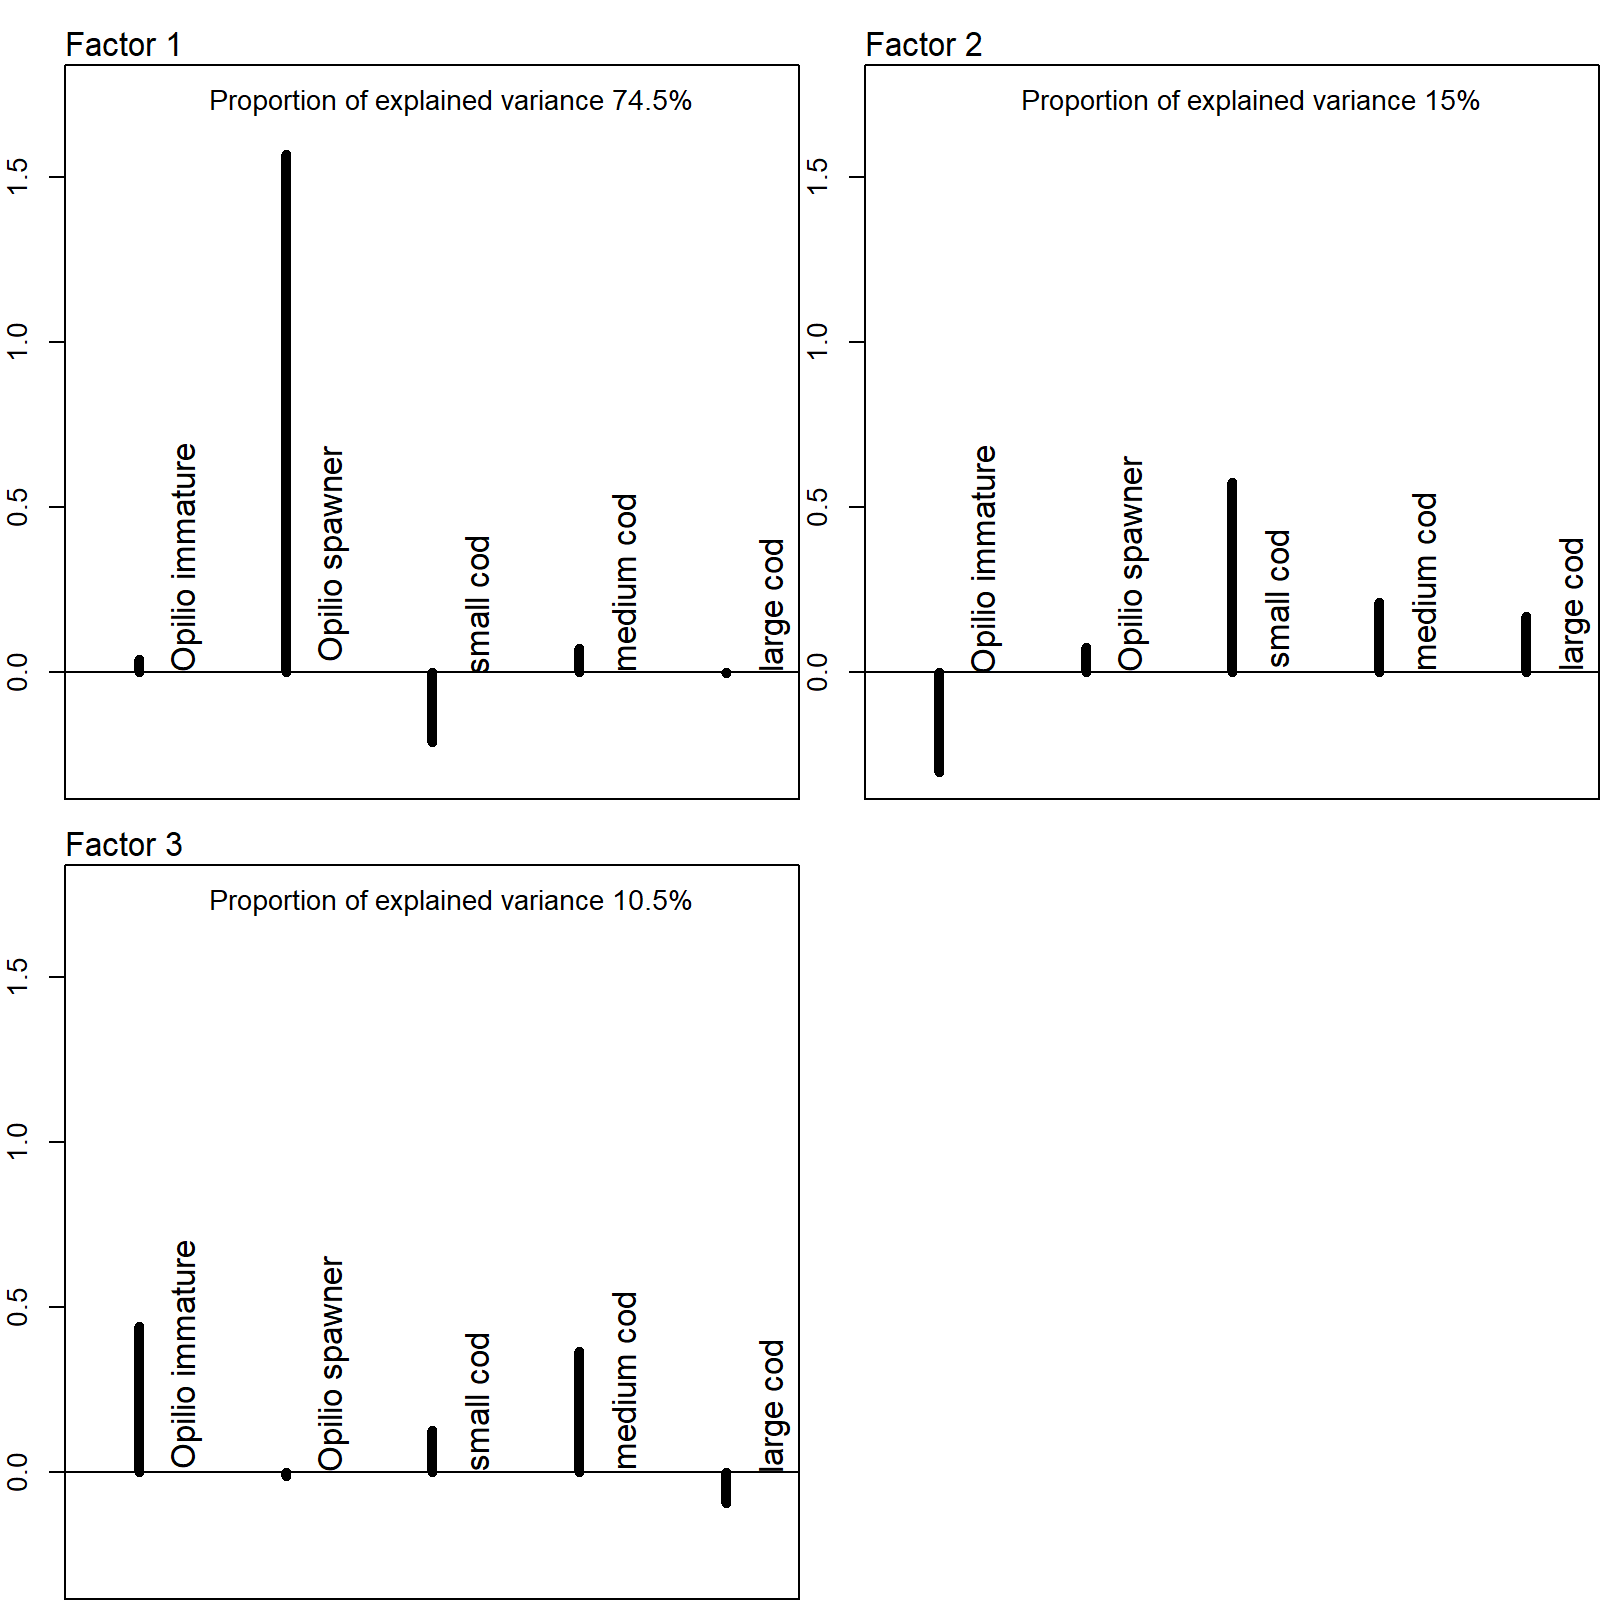 Factor 1
Proportion of explained variance 74.5%
1.5
1.0
0.5
0.0
Opilio immature
Opilio spawner
small cod
medium cod
large cod
Factor 2
Proportion of explained variance 15%
1.5
1.0
0.5
0.0
Opilio immature
Opilio spawner
small cod
medium cod
large cod
Factor 3
Proportion of explained variance 10.5%
1.5
1.0
0.5
0.0
Opilio immature
Opilio spawner
small cod
medium cod
large cod